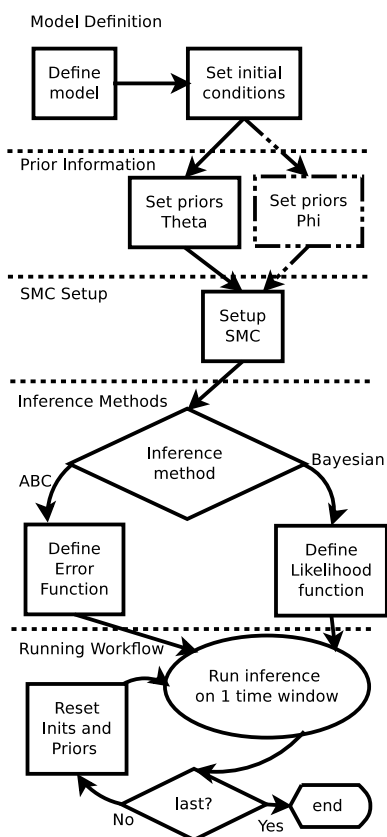 Model Definition
Define
model
Set initial
conditions
Prior Information
Set priors
Theta
Set priors
Phi
SMC Setup
Setup
SMC
Inference Methods
Inference
method
ABC
Bayesian
Define
Error
Function
Define
Likelihood
function
Running Workflow
Run inference
on 1 time window
Reset
Inits and
Priors
last?
No
Yes
end